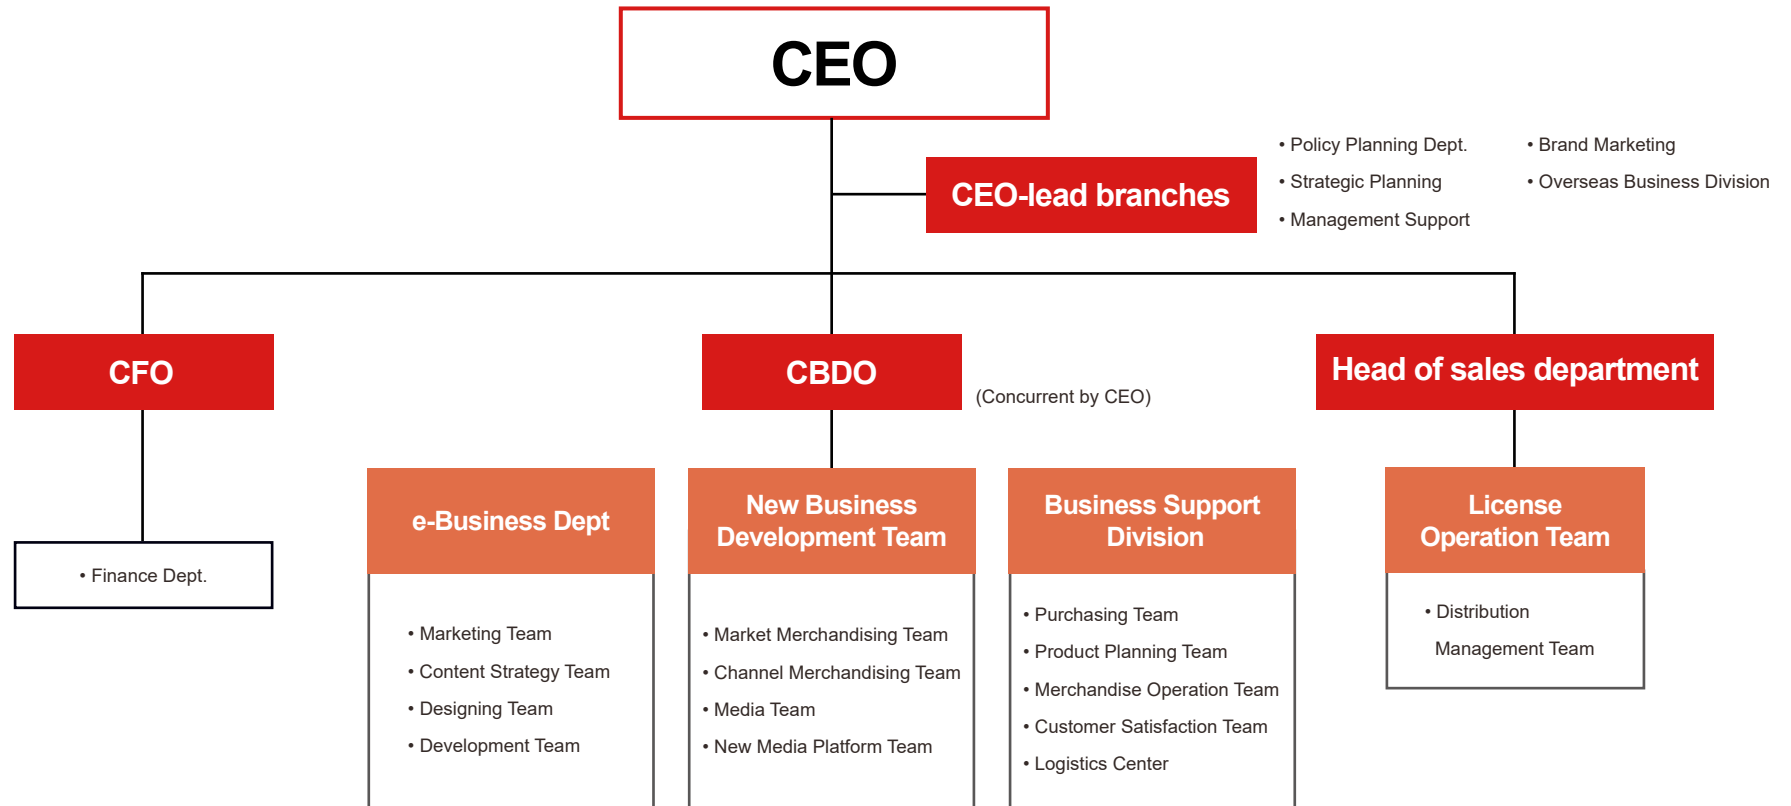 CEO
CEO-lead branches
• Policy Planning Dept.
• Strategic Planning
• Management Support
• Brand Marketing
• Overseas Business Division
CFO
• Finance Dept.
CBDO
(Concurrent by CEO)
Head of sales department
e-Business Dept
• Marketing Team
• Content Strategy Team
• Designing Team
• Development Team
New Business
Development Team
• Market Merchandising Team
• Channel Merchandising Team
• Media Team
• New Media Platform Team
Business Support
Division
• Purchasing Team
• Product Planning Team
• Merchandise Operation Team
• Customer Satisfaction Team
• Logistics Center
License
Operation Team
• Distribution
Management Team